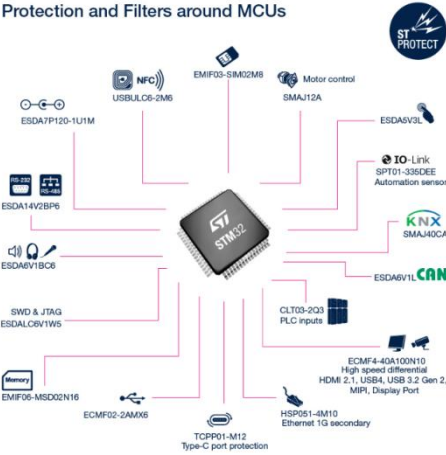 Protection and Filters around MCUs
ST
PROTECT
EMIF03-SIM02M8
NFC
USBULC6-2M6
Motor control
SMAJ12A
ESDA7P120-1U1M
ESDA5V3L
IO-Link
SPT01-335DEE
Automation sensor
RS-232
RS-485
ESDA14V2BP6
KNX
SMAJ40CA
STM32
ESDA6V1BC6
ESDA6V1L CAN
SWD & JTAG
ESDALC6V1W5
CLT03-2Q3
PLC inputs
ECMF4-40A100N10
High speed differential
HDMI 2.1, USB4, USB 3.2 Gen 2,
MIPI, Display Port
Memory
EMIF06-MSD02N16
ECMF02-2AMX6
HSP051-4M10
Ethernet 1G secondary
TCPP01-M12
Type-C port protection